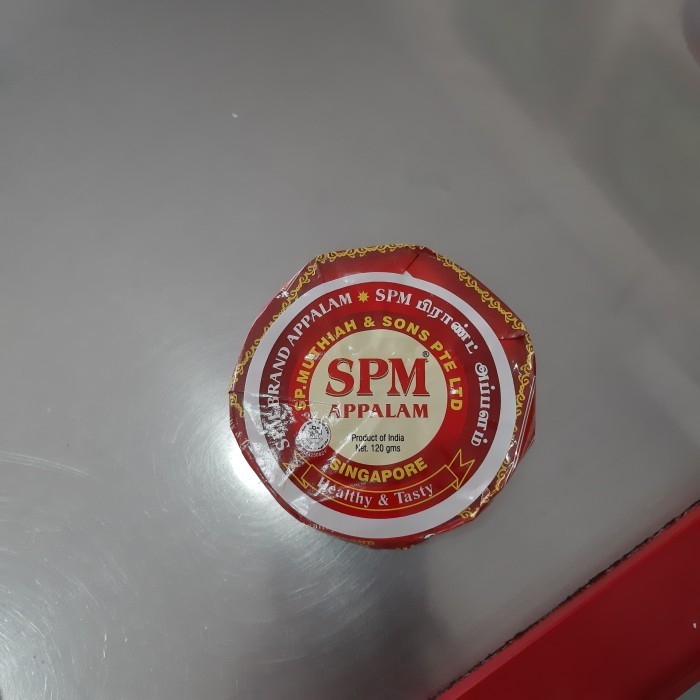 SPM BRAND APPALAM ✷ SPM பிராண்ட் அப்பளம்
SP.MUTHIAH & SONS PTE LTD
SPM®
APPALAM
Product of India
Net. 120 gms
SINGAPORE
Healthy & Tasty